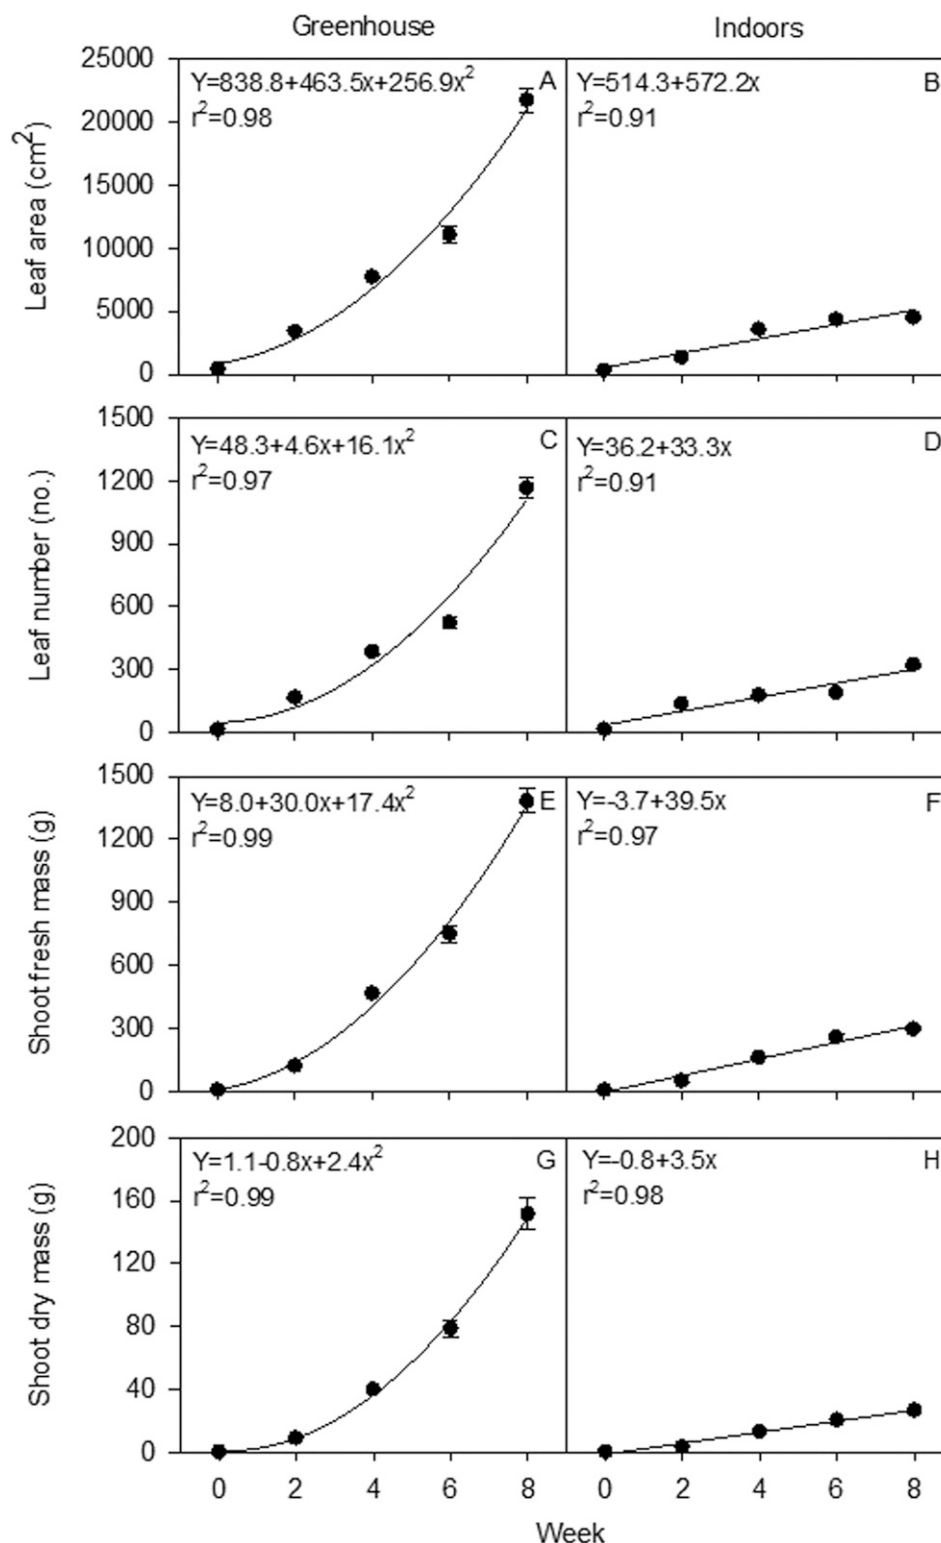 Greenhouse Indoors
Leaf area (cm²)
25000
20000
15000
10000
5000
0
Y=838.8+463.5x+256.9x² A
r²=0.98
Y=514.3+572.2x B
r²=0.91
Leaf number (no.)
1500
1200
900
600
300
0
Y=48.3+4.6x+16.1x² C
r²=0.97
Y=36.2+33.3x D
r²=0.91
Shoot fresh mass (g)
1500
1200
900
600
300
0
Y=8.0+30.0x+17.4x² E
r²=0.99
Y=-3.7+39.5x F
r²=0.97
Shoot dry mass (g)
200
160
120
80
40
0
Y=1.1-0.8x+2.4x² G
r²=0.99
Y=-0.8+3.5x H
r²=0.98
0 2 4 6 8 0 2 4 6 8
Week